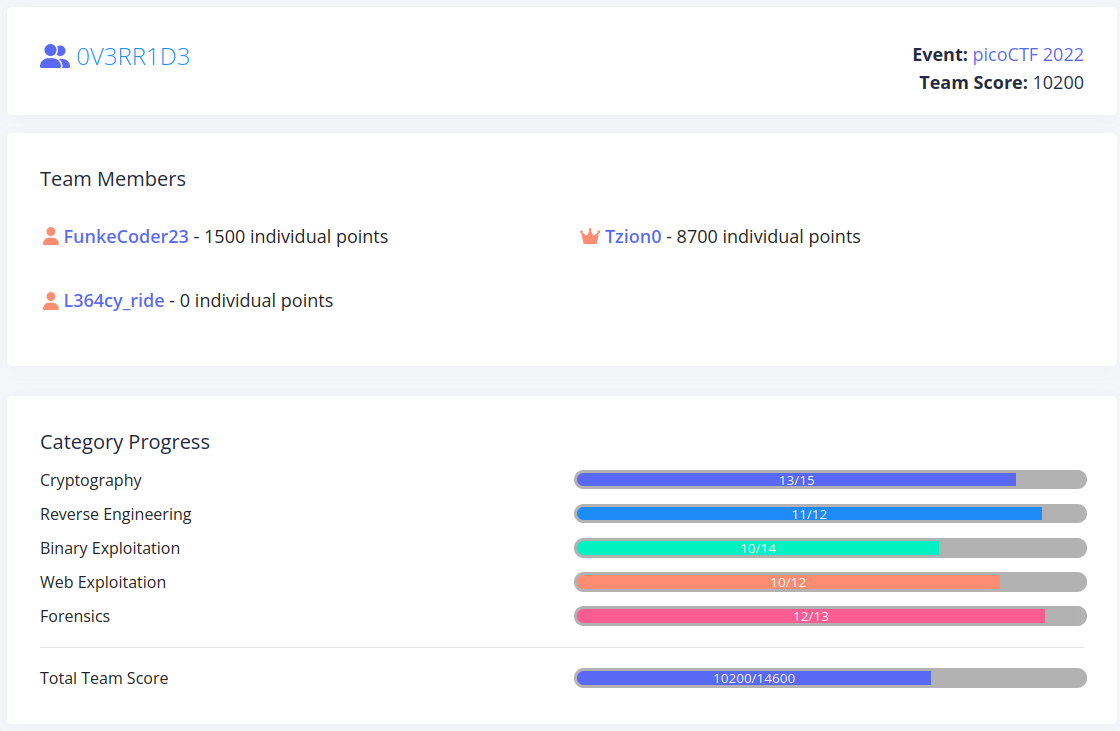 0V3RR1D3
Event: picoCTF 2022
Team Score: 10200
Team Members
FunkeCoder23 - 1500 individual points
Tzion0 - 8700 individual points
L364cy_ride - 0 individual points
Category Progress
Cryptography 13/15
Reverse Engineering 11/12
Binary Exploitation 10/14
Web Exploitation 10/12
Forensics 12/13
Total Team Score 10200/14600